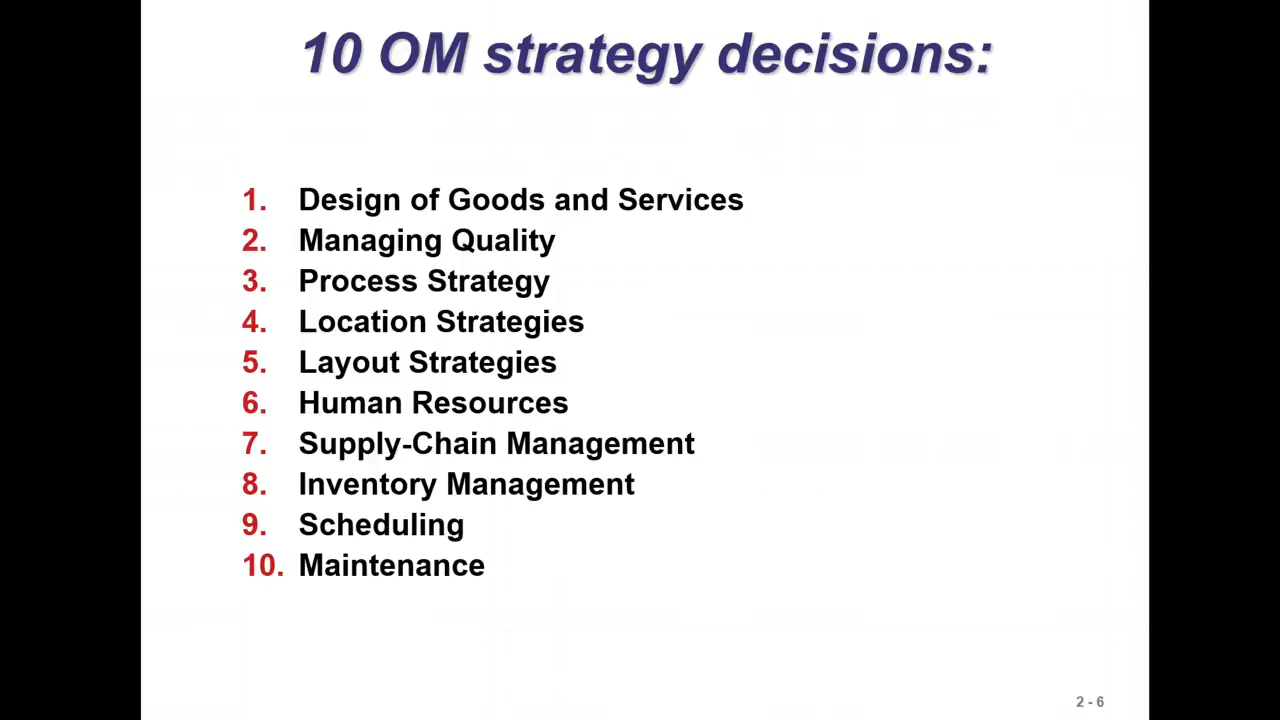 10 OM strategy decisions:
1. Design of Goods and Services
2. Managing Quality
3. Process Strategy
4. Location Strategies
5. Layout Strategies
6. Human Resources
7. Supply-Chain Management
8. Inventory Management
9. Scheduling
10. Maintenance
2 - 6